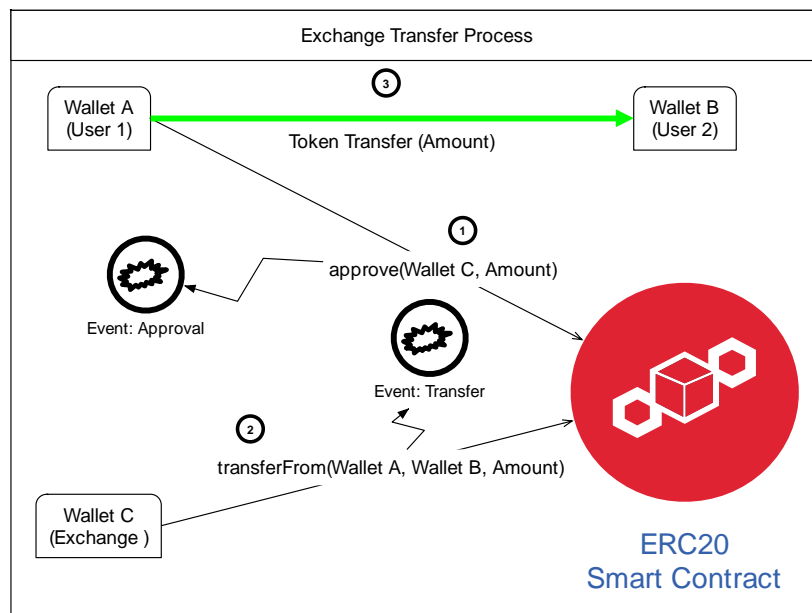 Exchange Transfer Process
3
Wallet A
(User 1)
Wallet B
(User 2)
Token Transfer (Amount)
1
approve(Wallet C, Amount)
Event: Approval
Event: Transfer
2
transferFrom(Wallet A, Wallet B, Amount)
Wallet C
(Exchange )
ERC20
Smart Contract